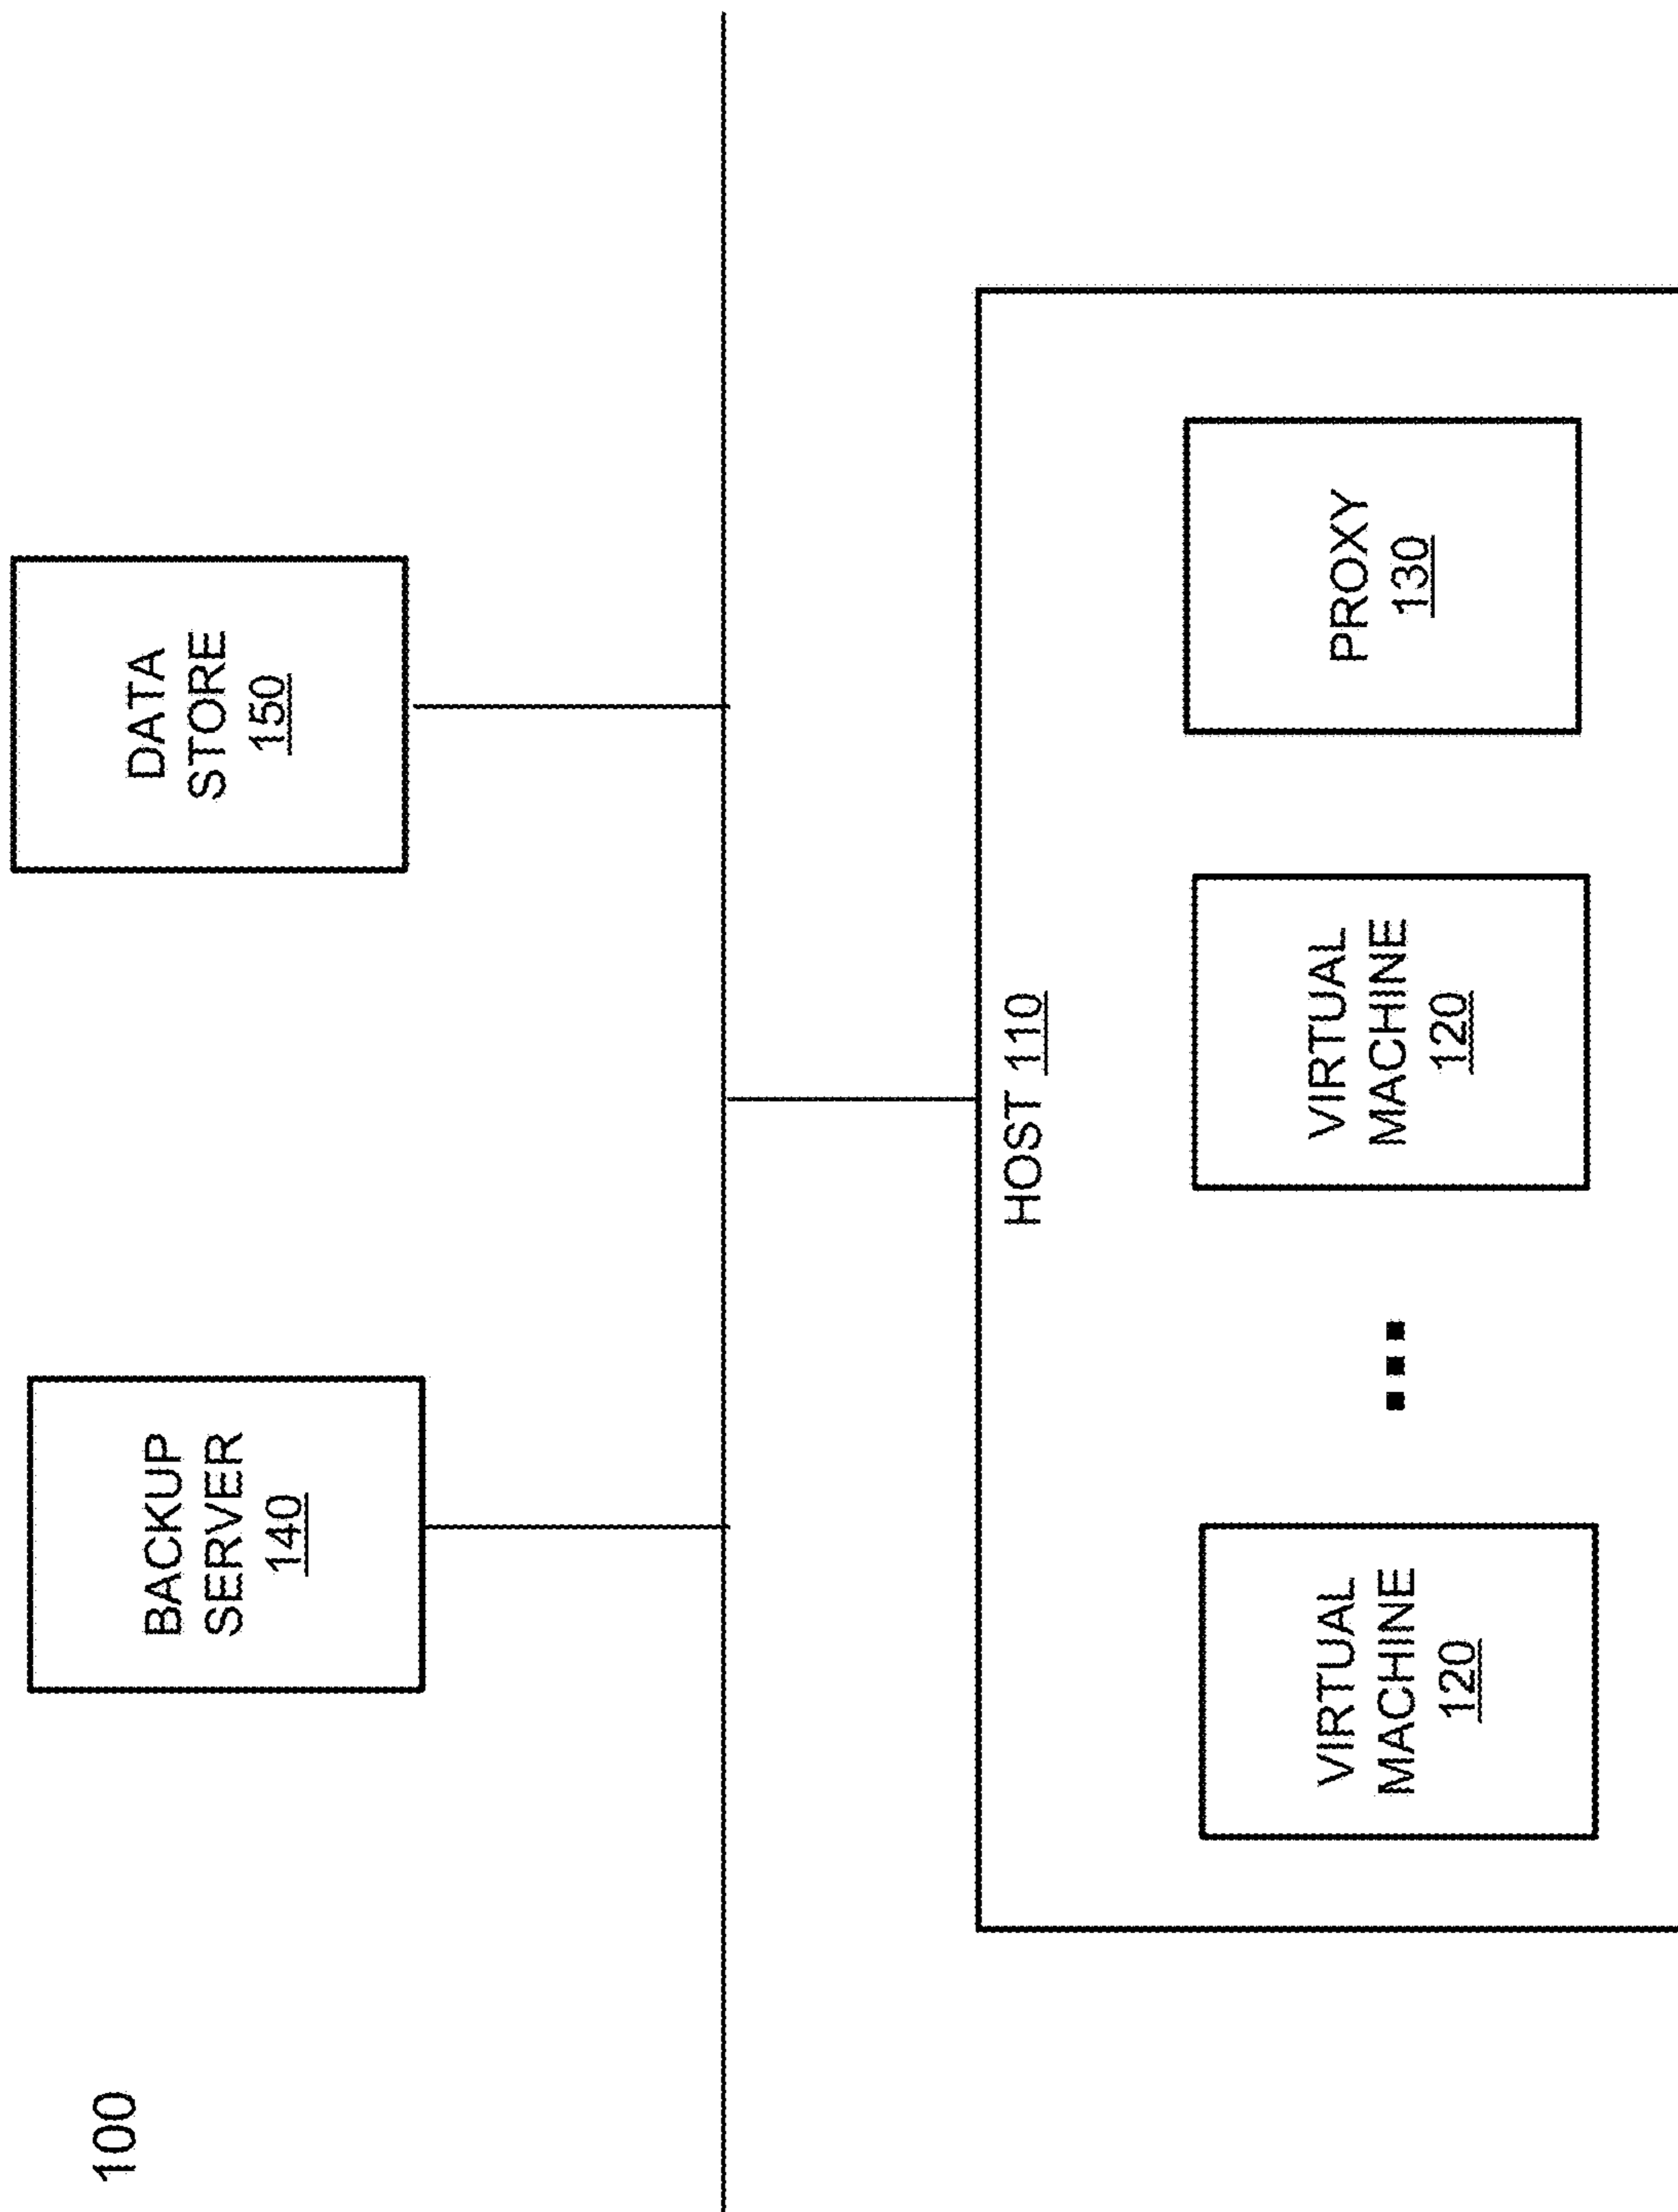 100
BACKUP
SERVER
140
DATA
STORE
150
HOST 110
VIRTUAL
MACHINE
120
VIRTUAL
MACHINE
120
PROXY
130